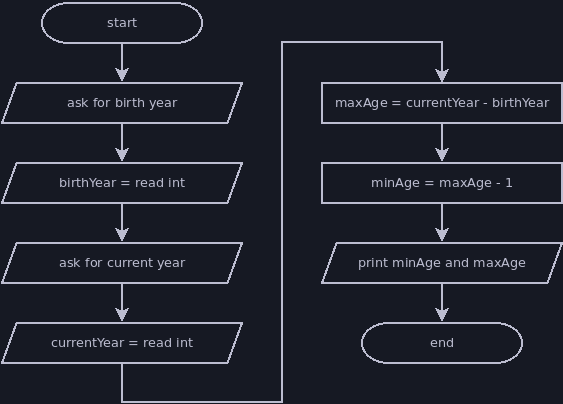 start
ask for birth year
birthYear = read int
ask for current year
currentYear = read int
maxAge = currentYear - birthYear
minAge = maxAge - 1
print minAge and maxAge
end